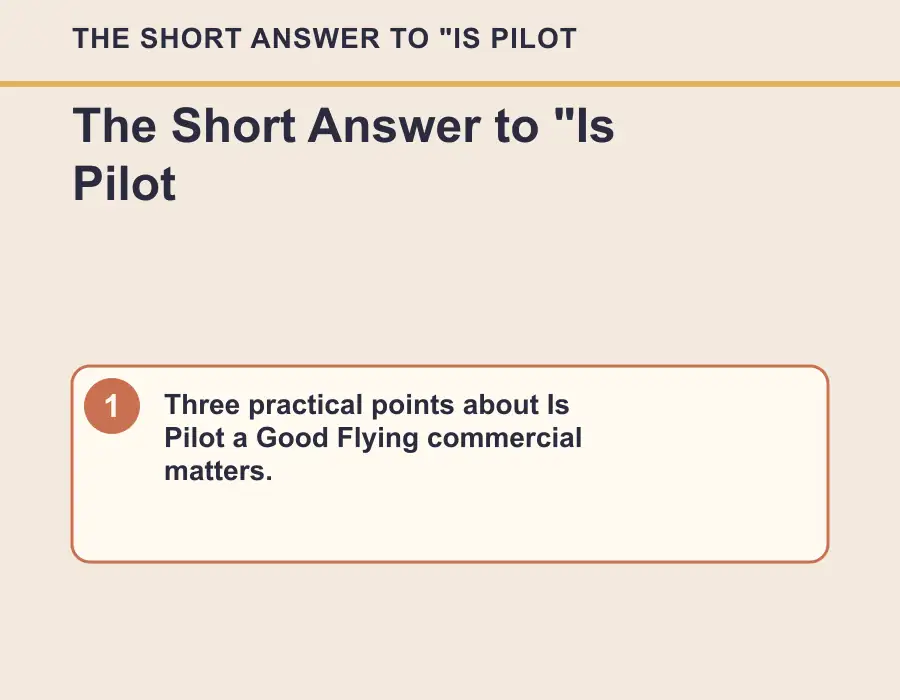 THE SHORT ANSWER TO "IS PILOT
The Short Answer to "Is
Pilot
1
Three practical points about Is
Pilot a Good Flying commercial
matters.